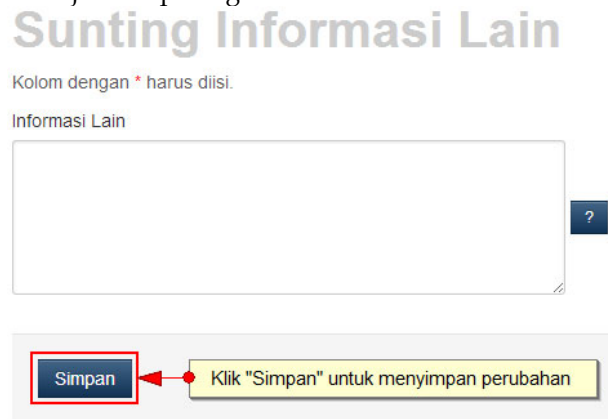 Sunting Informasi Lain
Kolom dengan * harus diisi.
Informasi Lain
?
Simpan
Klik "Simpan" untuk menyimpan perubahan